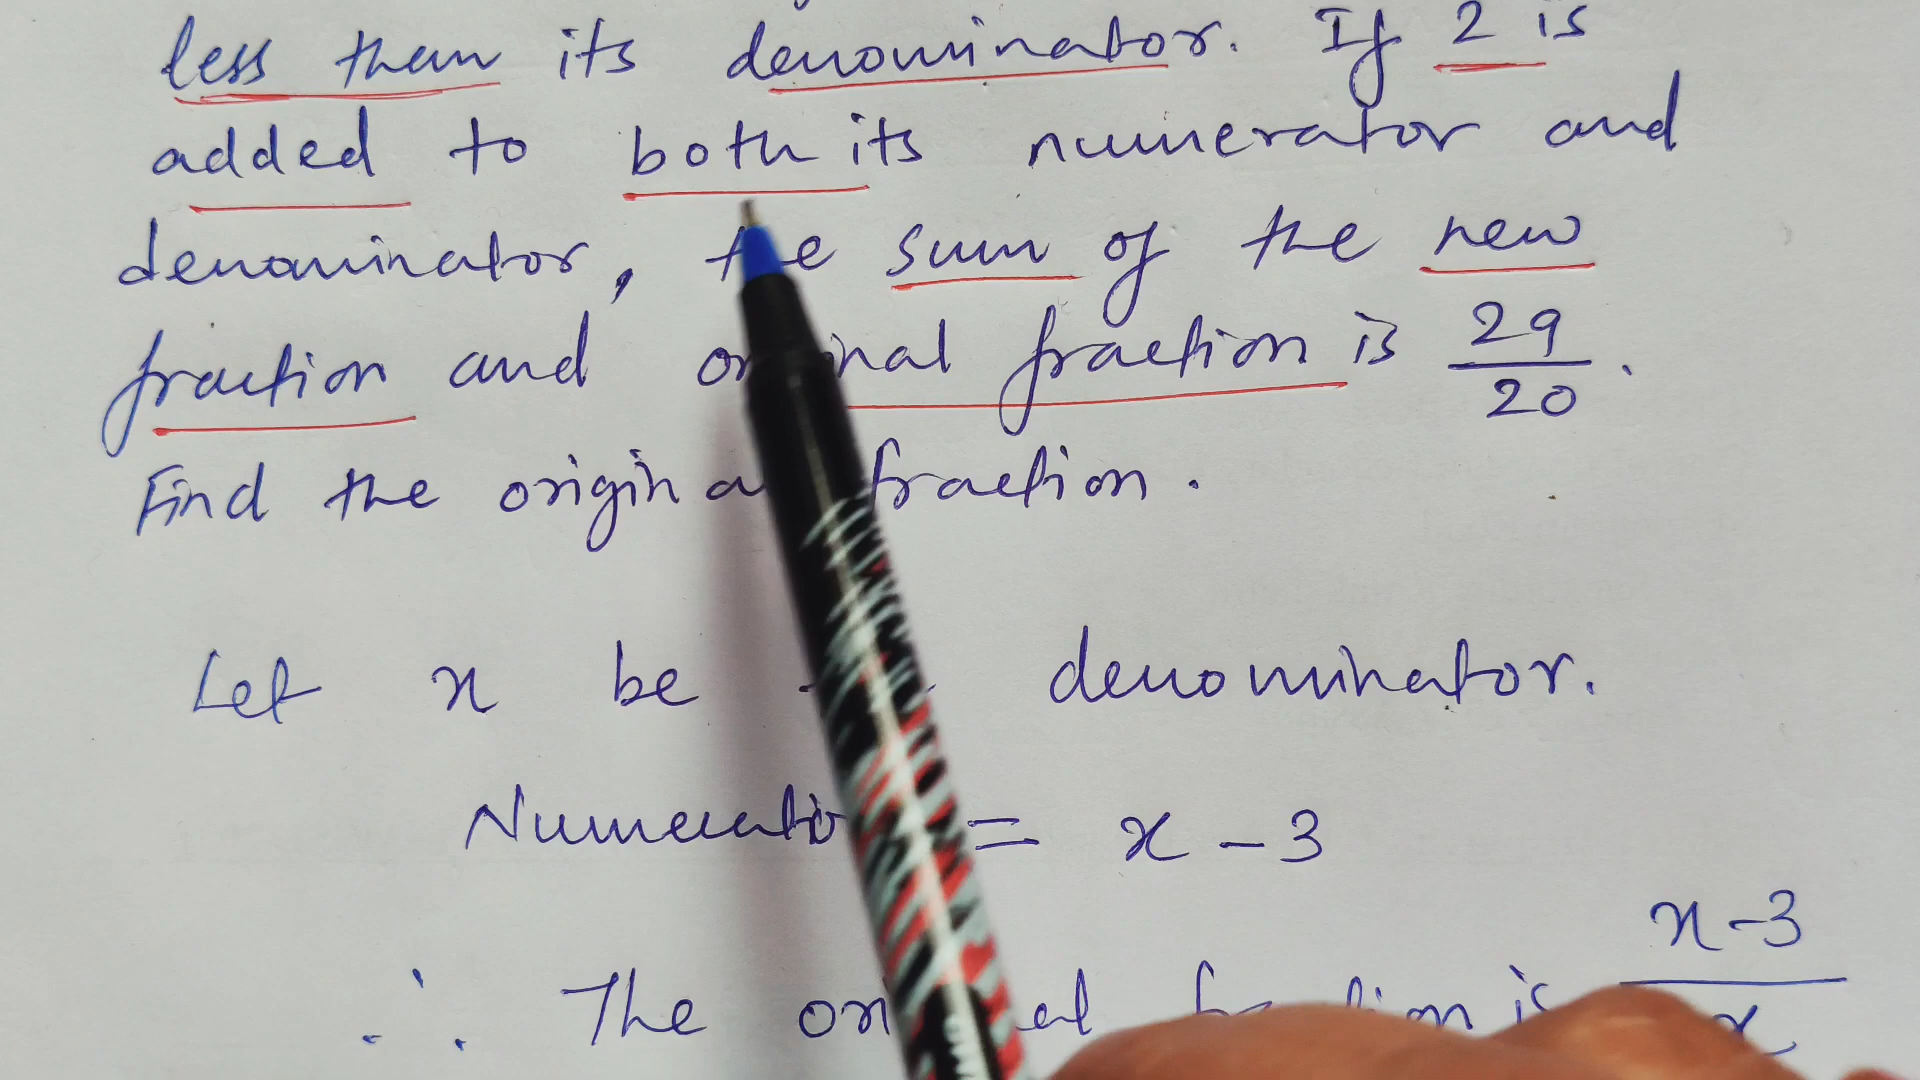 less than its denominator. If 2 is
added to both its numerator and
denominator, the sum of the new
fraction and original fraction is 29/20.
Find the original fraction.
Let x be denominator.
Numerator = x - 3
∴ The original fraction is x-3/x